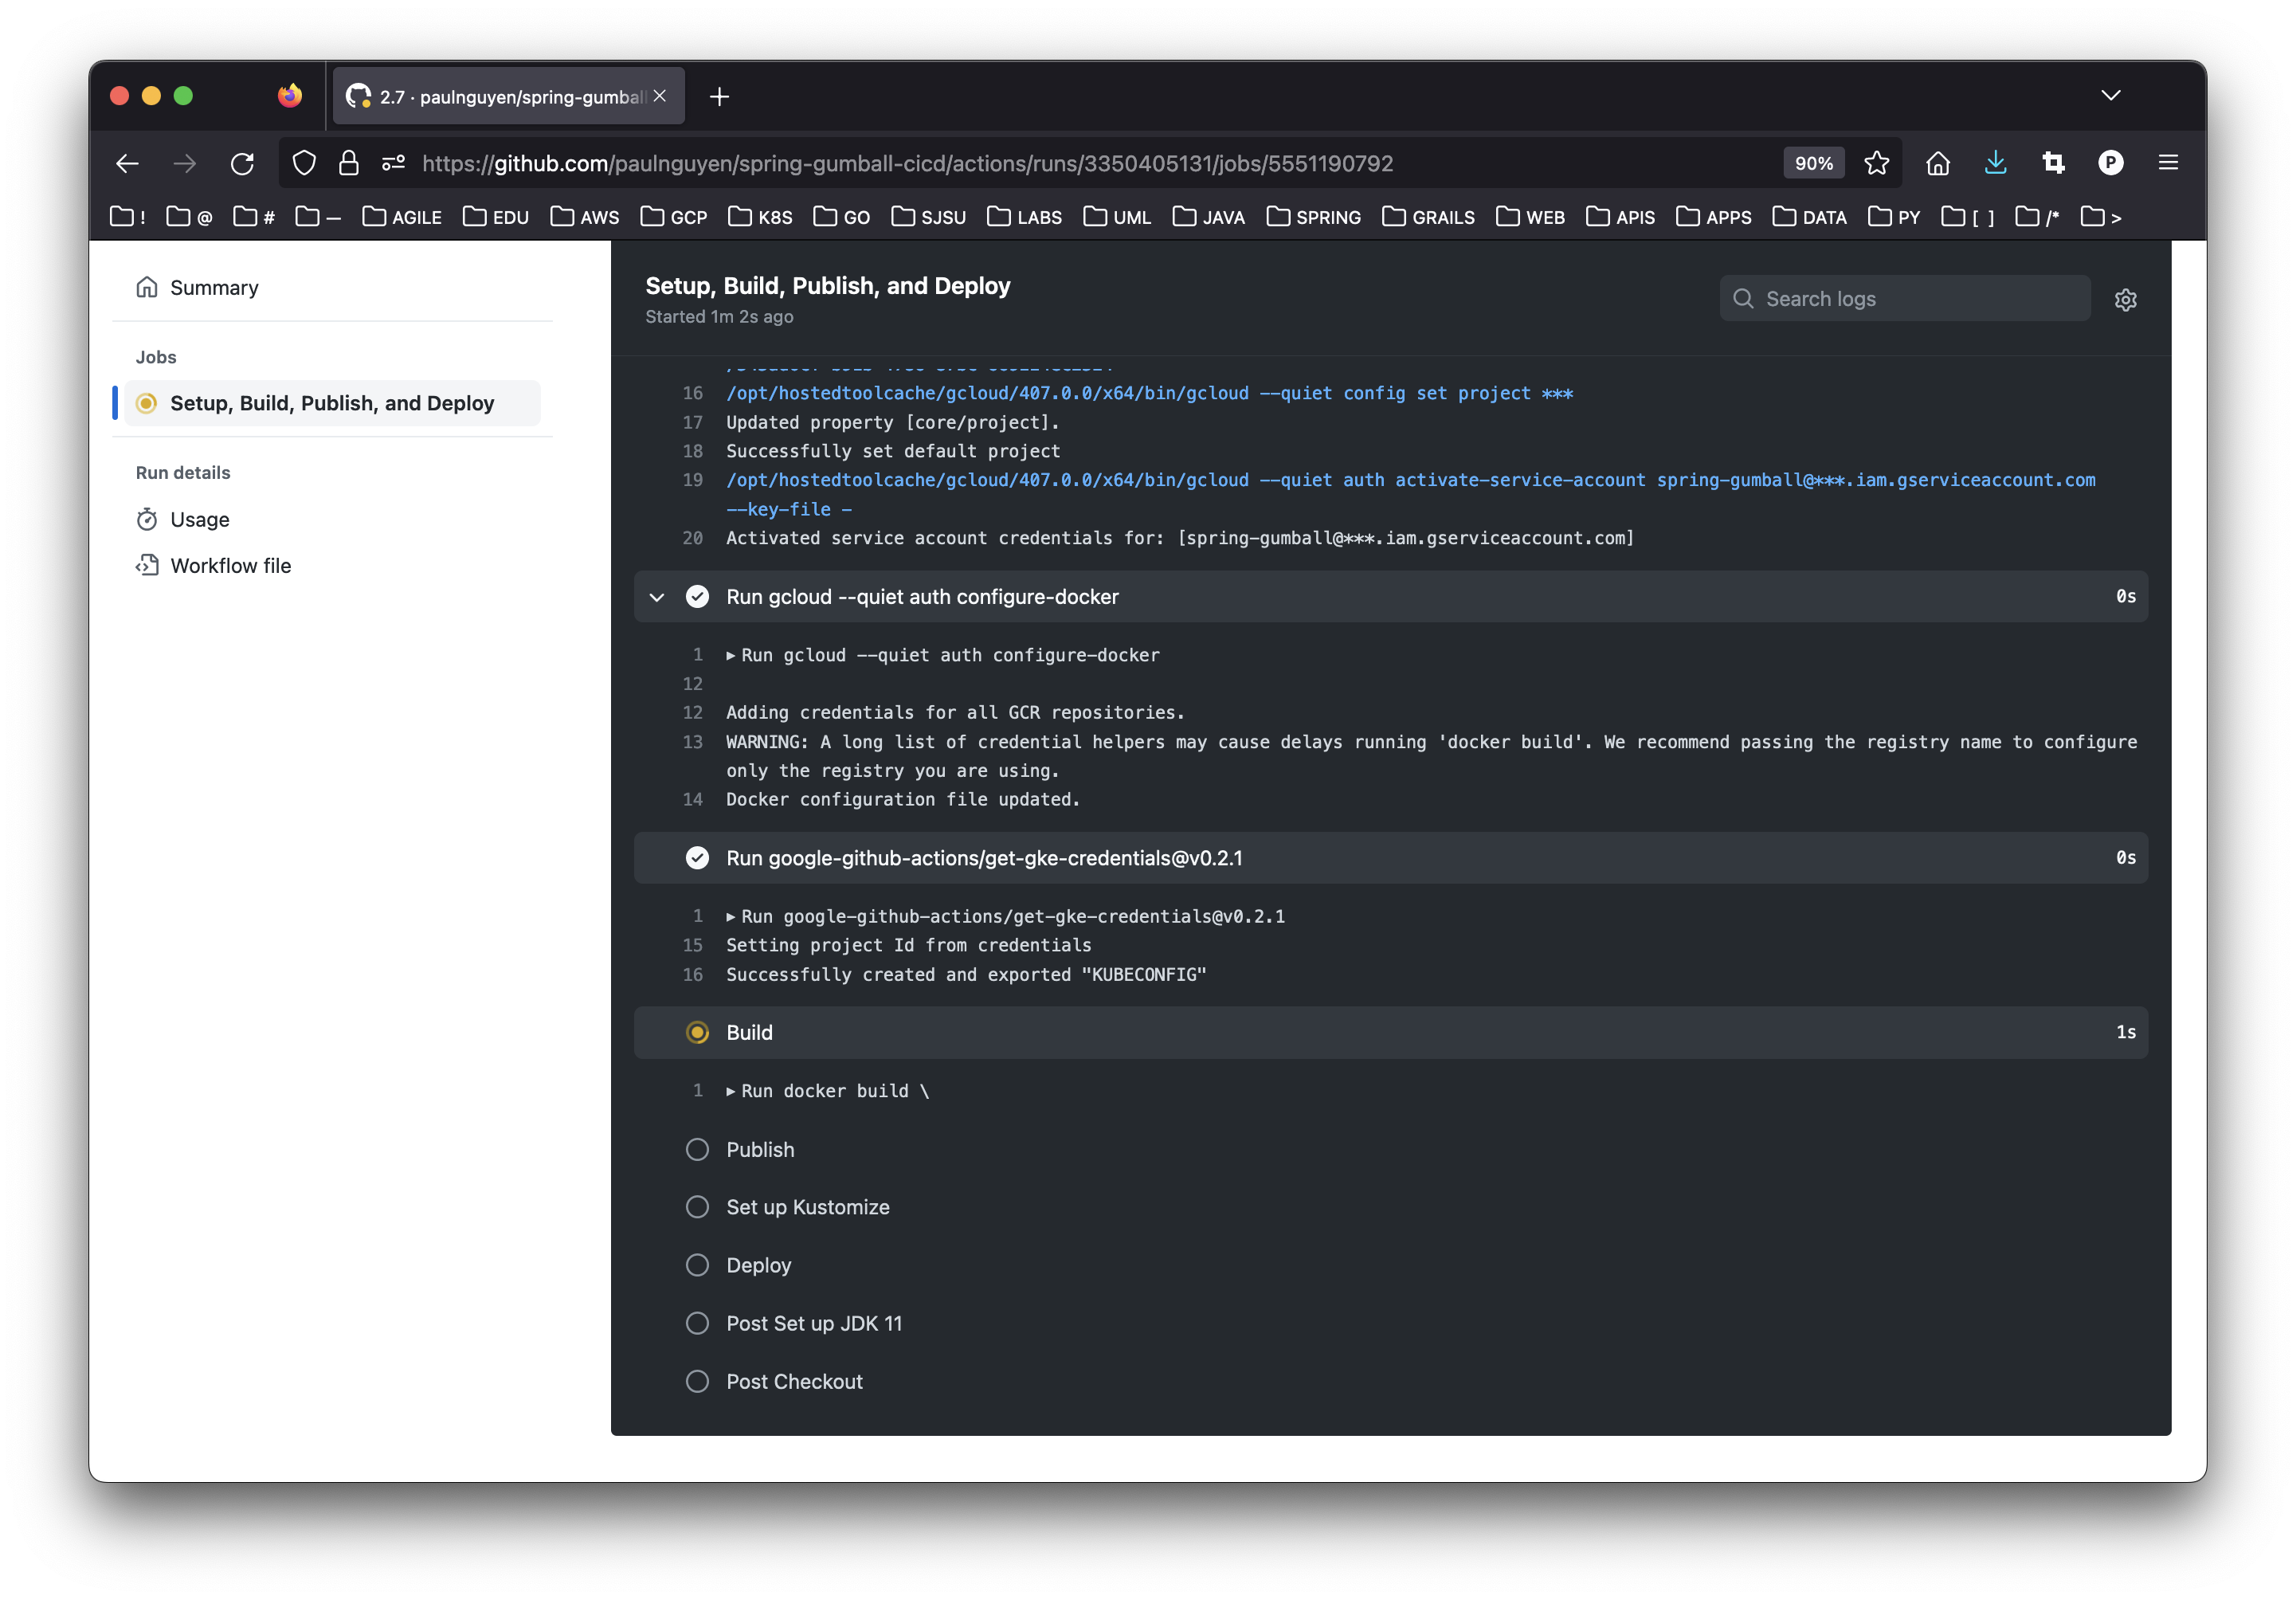 2.7 · paulnguyen/spring-gumball
https://github.com/paulnguyen/spring-gumball-cicd/actions/runs/3350405131/jobs/5551190792
90%
P
! @ # — AGILE EDU AWS GCP K8S GO SJSU LABS UML JAVA SPRING GRAILS WEB APIS APPS DATA PY [ ] /* >
Summary
Jobs
Setup, Build, Publish, and Deploy
Run details
Usage
Workflow file
Setup, Build, Publish, and Deploy
Started 1m 2s ago
Search logs
16 /opt/hostedtoolcache/gcloud/407.0.0/x64/bin/gcloud --quiet config set project ***
17 Updated property [core/project].
18 Successfully set default project
19 /opt/hostedtoolcache/gcloud/407.0.0/x64/bin/gcloud --quiet auth activate-service-account spring-gumball@***.iam.gserviceaccount.com
--key-file -
20 Activated service account credentials for: [spring-gumball@***.iam.gserviceaccount.com]
Run gcloud --quiet auth configure-docker 0s
1 Run gcloud --quiet auth configure-docker
12
12 Adding credentials for all GCR repositories.
13 WARNING: A long list of credential helpers may cause delays running 'docker build'. We recommend passing the registry name to configure
only the registry you are using.
14 Docker configuration file updated.
Run google-github-actions/get-gke-credentials@v0.2.1 0s
1 Run google-github-actions/get-gke-credentials@v0.2.1
15 Setting project Id from credentials
16 Successfully created and exported "KUBECONFIG"
Build 1s
1 Run docker build \
Publish
Set up Kustomize
Deploy
Post Set up JDK 11
Post Checkout